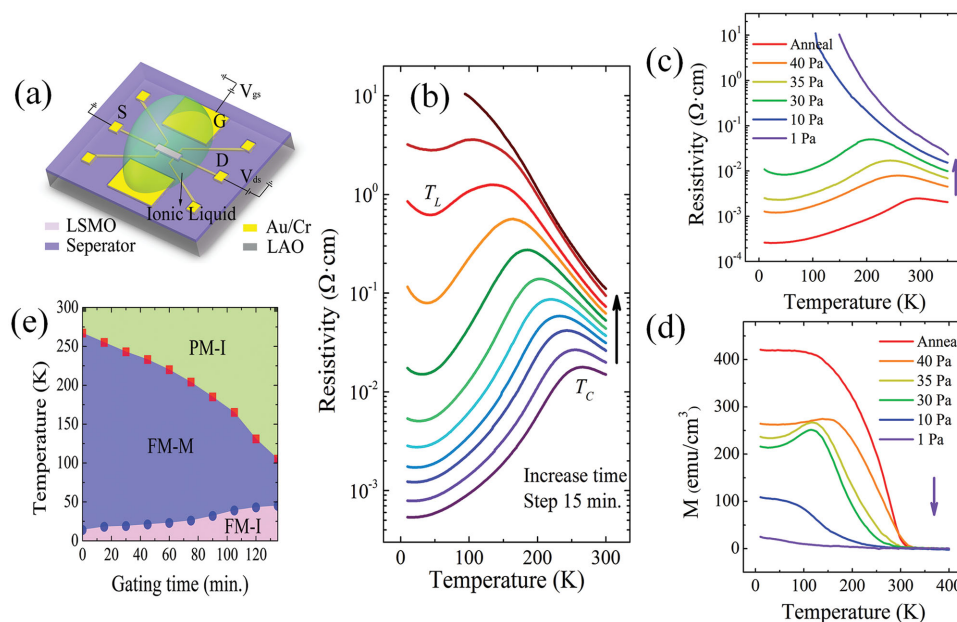 (a)
S
G
D
V_gs
V_ds
Ionic Liquid
LSMO
Au/Cr
Seperator
LAO
(b)
10^1
10^0
10^-1
10^-2
10^-3
Resistivity (Ω·cm)
T_L
T_C
Increase time
Step 15 min.
0 50 100 150 200 250 300
Temperature (K)
(c)
10^1
10^0
10^-1
10^-2
10^-3
10^-4
Resistivity (Ω·cm)
Anneal
40 Pa
35 Pa
30 Pa
10 Pa
1 Pa
0 50 100 150 200 250 300 350
Temperature (K)
(d)
400
300
200
100
0
M (emu/cm³)
Anneal
40 Pa
35 Pa
30 Pa
10 Pa
1 Pa
0 100 200 300 400
Temperature (K)
(e)
300
250
200
150
100
50
0
Temperature (K)
PM-I
FM-M
FM-I
0 20 40 60 80 100 120
Gating time (min.)